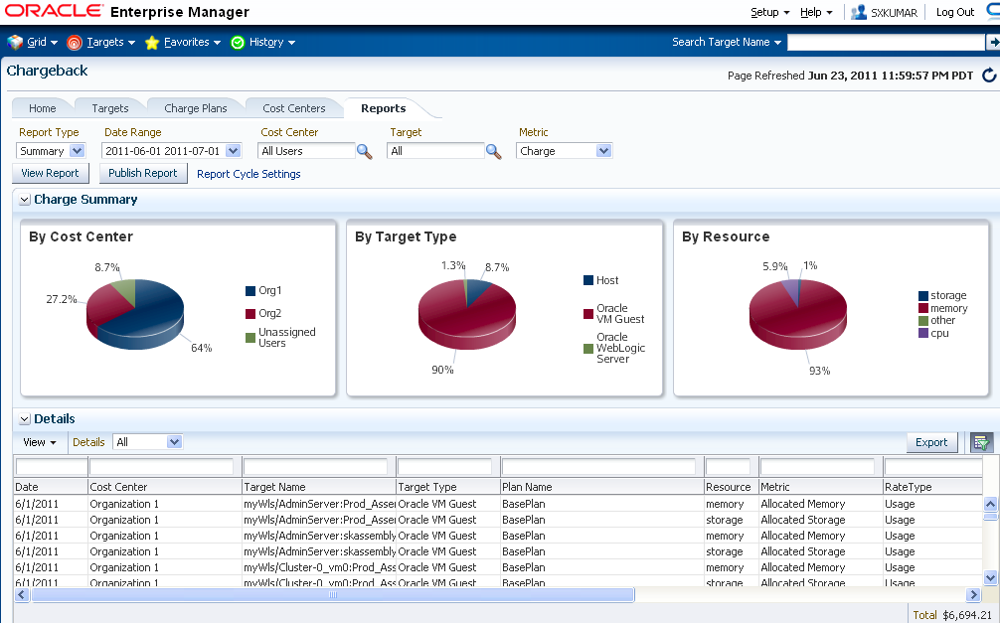 ORACLE Enterprise Manager
Setup Help SXKUMAR Log Out
Grid Targets Favorites History Search Target Name
Chargeback
Page Refreshed Jun 23, 2011 11:59:57 PM PDT
Home Targets Charge Plans Cost Centers Reports
Report Type Date Range Cost Center Target Metric
Summary 2011-06-01 2011-07-01 All Users All Charge
View Report Publish Report Report Cycle Settings
Charge Summary
By Cost Center
8.7%
27.2%
64%
Org1
Org2
Unassigned
Users
By Target Type
1.3%
8.7%
90%
Host
Oracle
VM Guest
Oracle
WebLogic
Server
By Resource
5.9%
1%
93%
storage
memory
other
cpu
Details
View Details All Export
Date Cost Center Target Name Target Type Plan Name Resource Metric RateType
6/1/2011 Organization 1 myWls/AdminServer:Prod_Asse Oracle VM Guest BasePlan memory Allocated Memory Usage
6/1/2011 Organization 1 myWls/AdminServer:Prod_Asse Oracle VM Guest BasePlan storage Allocated Storage Usage
6/1/2011 Organization 1 myWls/AdminServer:skassembly Oracle VM Guest BasePlan memory Allocated Memory Usage
6/1/2011 Organization 1 myWls/AdminServer:skassembly Oracle VM Guest BasePlan storage Allocated Storage Usage
6/1/2011 Organization 1 myWls/Cluster-0_vm0:Prod_Ass Oracle VM Guest BasePlan memory Allocated Memory Usage
6/1/2011 Organization 1 myWls/Cluster-0_vm0:Prod_Ass Oracle VM Guest BasePlan storage Allocated Storage Usage
Total $6,694.21